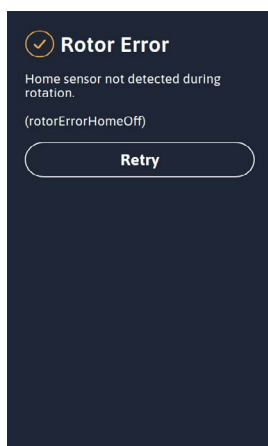 Rotor Error
Home sensor not detected during
rotation.
(rotorErrorHomeOff)
Retry